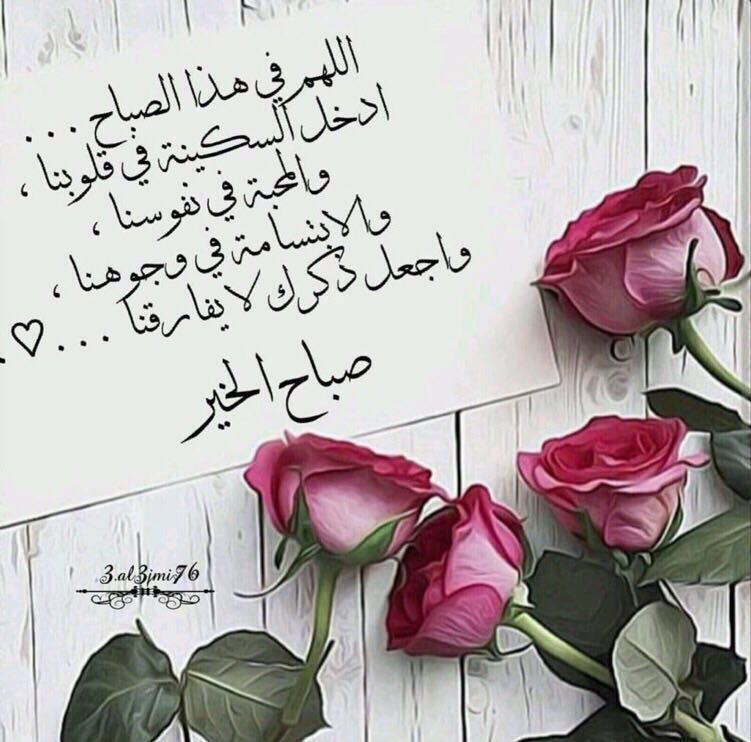 اللهم في هذا الصباح ...
ادخل السكينة في قلوبنا ،
والمحبة في نفوسنا ،
والابتسامة في وجوهنا ،
واجعل ذكرك لا يفارقنا ...♡.
صباح الخير
3.al3jmi76